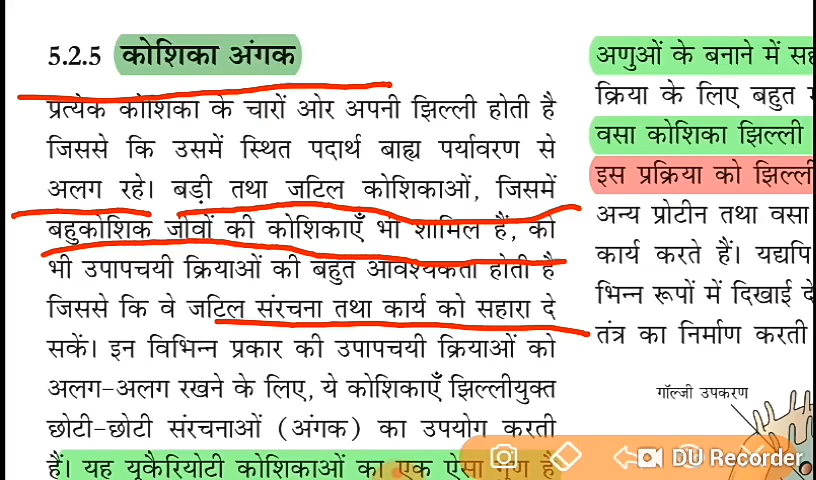 5.2.5 कोशिका अंगक
प्रत्येक कोशिका के चारों ओर अपनी झिल्ली होती है
जिससे कि उसमें स्थित पदार्थ बाह्य पर्यावरण से
अलग रहे। बड़ी तथा जटिल कोशिकाओं, जिसमें
बहुकोशिक जीवों की कोशिकाएँ भी शामिल हैं, को
भी उपापचयी क्रियाओं की बहुत आवश्यकता होती है
जिससे कि वे जटिल संरचना तथा कार्य को सहारा दे
सकें। इन विभिन्न प्रकार की उपापचयी क्रियाओं को
अलग-अलग रखने के लिए, ये कोशिकाएँ झिल्लीयुक्त
छोटी-छोटी संरचनाओं (अंगक) का उपयोग करती
हैं। यह यूकैरियोटी कोशिकाओं का एक ऐसा गुण है
अणुओं के बनाने में
क्रिया के लिए बहुत
वसा कोशिका झिल्ली
इस प्रक्रिया को
अन्य प्रोटीन तथा वसा
कार्य करते हैं। यद्यपि
भिन्न रूपों में दिखाई
तंत्र का निर्माण करती
गॉल्जी उपकरण
DU Recorder